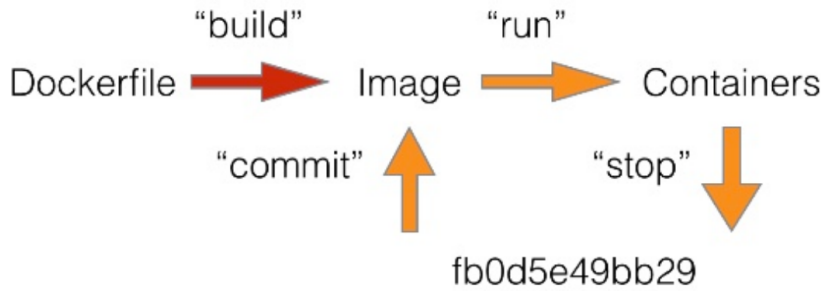 “build” “run”
Dockerfile Image Containers
“commit” “stop”
fb0d5e49bb29